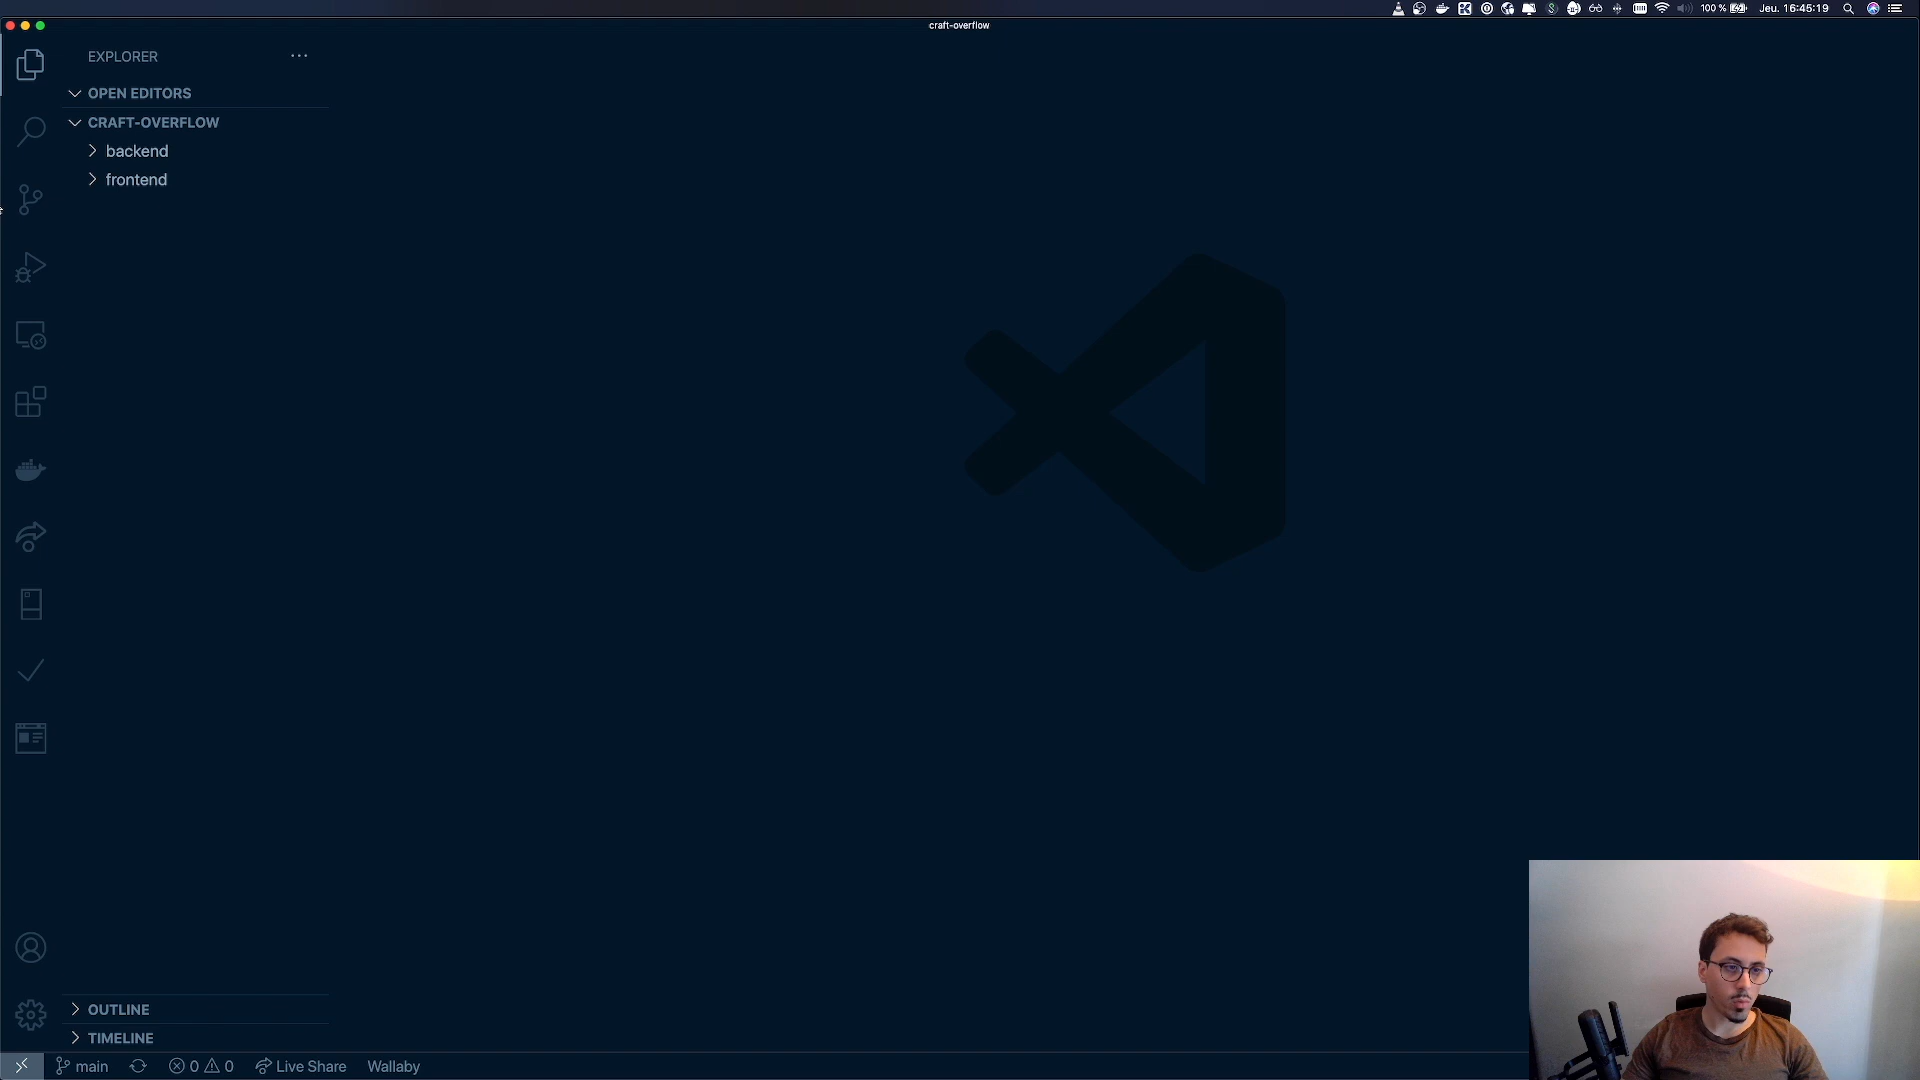 100 %
Jeu. 16:45:19
craft-overflow
EXPLORER
OPEN EDITORS
CRAFT-OVERFLOW
backend
frontend
OUTLINE
TIMELINE
main
0
0
Live Share
Wallaby